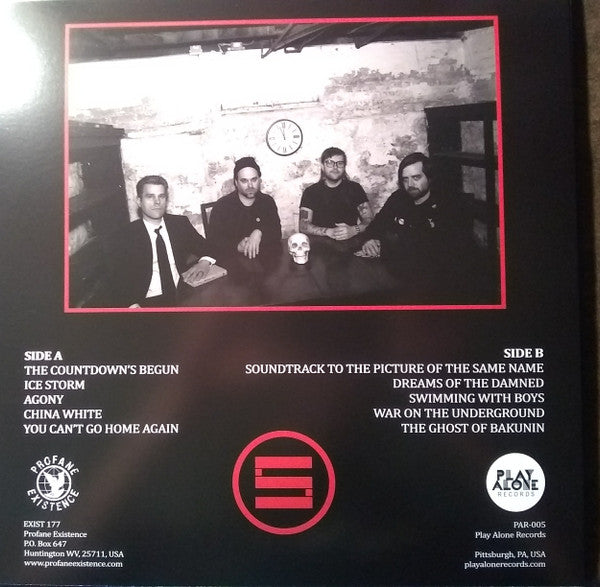 SIDE A
THE COUNTDOWN'S BEGUN
ICE STORM
AGONY
CHINA WHITE
YOU CAN'T GO HOME AGAIN
SIDE B
SOUNDTRACK TO THE PICTURE OF THE SAME NAME
DREAMS OF THE DAMNED
SWIMMING WITH BOYS
WAR ON THE UNDERGROUND
THE GHOST OF BAKUNIN
PROFANE
EXISTENCE
EXIST 177
Profane Existence
P.O. Box 647
Huntington WV, 25711, USA
www.profaneexistence.com
S
PLAY
ALONE
RECORDS
PAR-005
Play Alone Records
Pittsburgh, PA, USA
playalonerecords.com